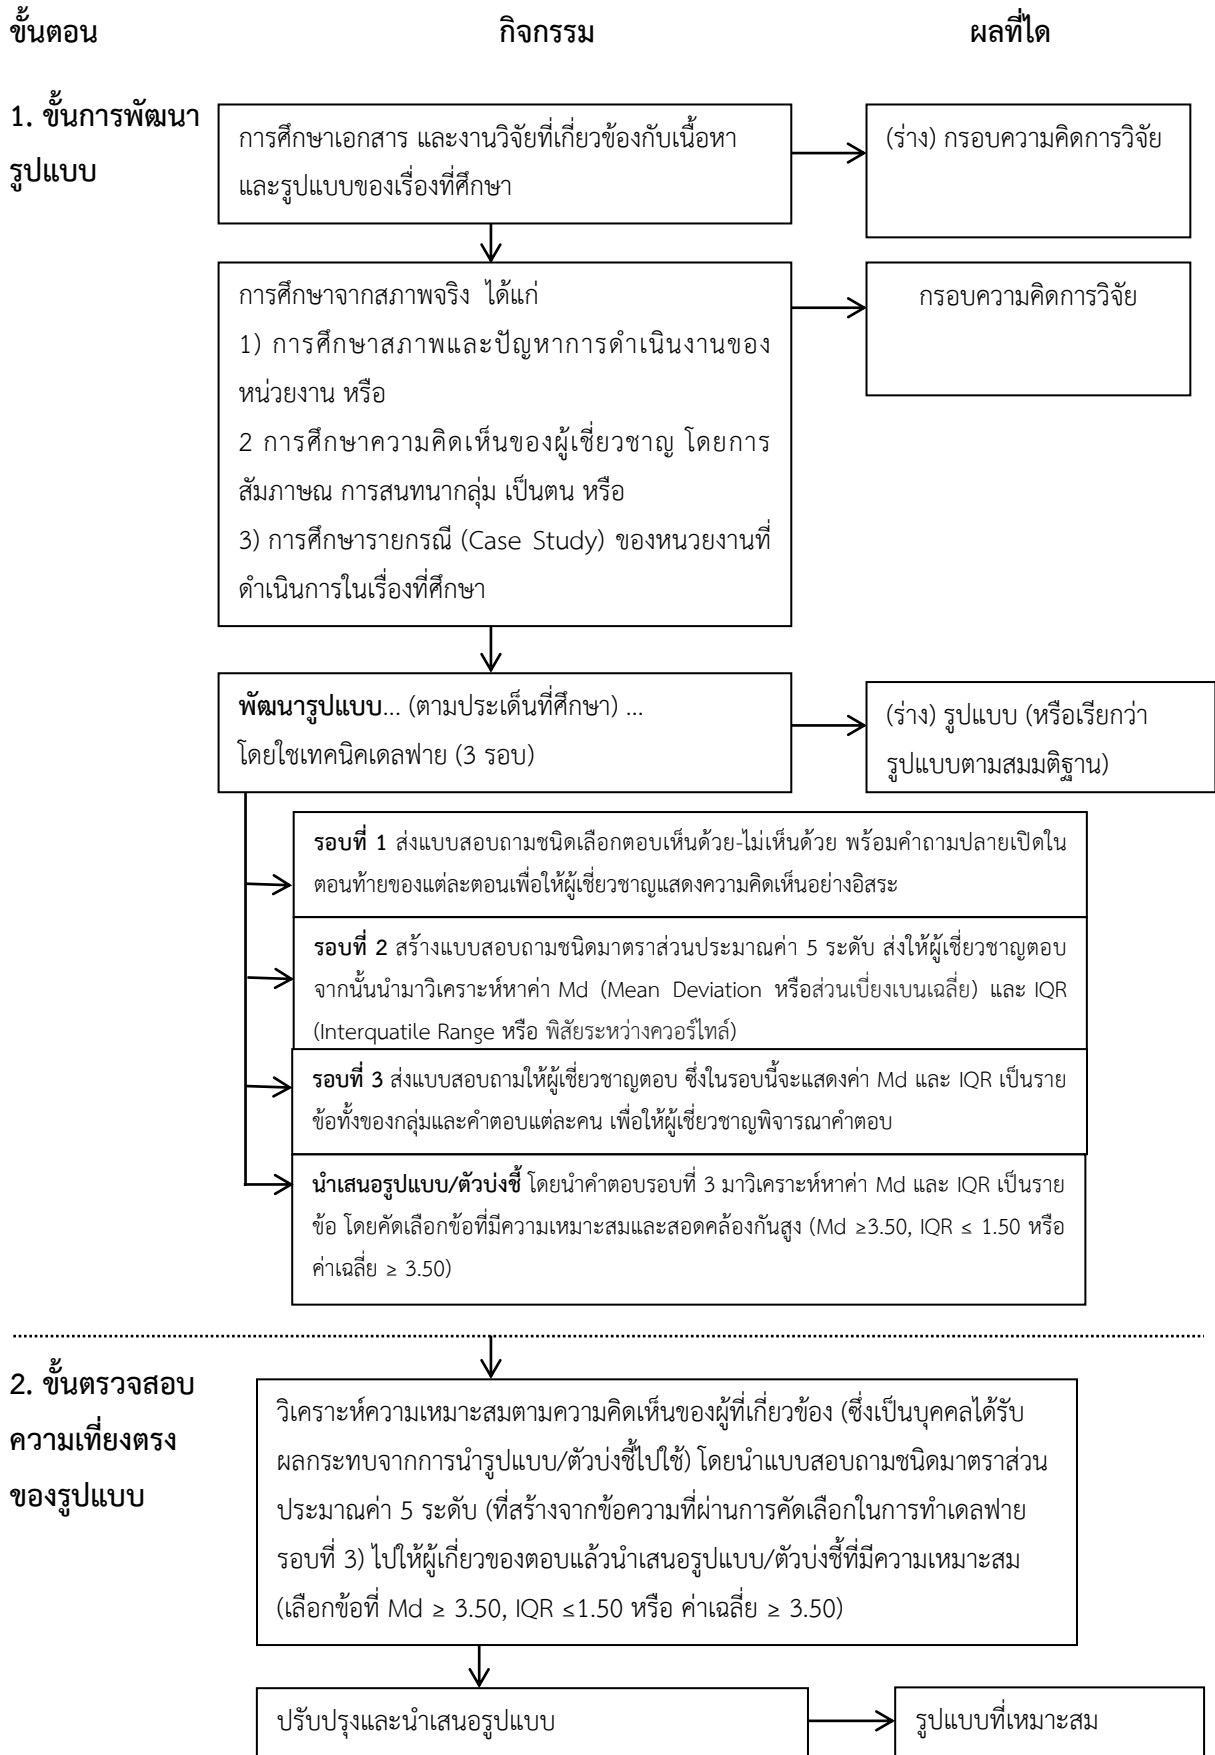 ขั้นตอน กิจกรรม ผลที่ได
1. ขั้นการพัฒนา
รูปแบบ
การศึกษาเอกสาร และงานวิจัยที่เกี่ยวข้องกับเนื้อหา
และรูปแบบของเรื่องที่ศึกษา
(ร่าง) กรอบความคิดการวิจัย
การศึกษาจากสภาพจริง ได้แก่
1) การศึกษาสภาพและปัญหาการดำเนินงานของ
หน่วยงาน หรือ
2 การศึกษาความคิดเห็นของผู้เชี่ยวชาญ โดยการ
สัมภาษณ การสนทนากลุ่ม เป็นตน หรือ
3) การศึกษารายกรณี (Case Study) ของหนวยงานที่
ดำเนินการในเรื่องที่ศึกษา
กรอบความคิดการวิจัย
พัฒนารูปแบบ... (ตามประเด็นที่ศึกษา) ...
โดยใชเทคนิคเดลฟาย (3 รอบ)
(ร่าง) รูปแบบ (หรือเรียกว่า
รูปแบบตามสมมติฐาน)
รอบที่ 1 ส่งแบบสอบถามชนิดเลือกตอบเห็นด้วย-ไม่เห็นด้วย พร้อมคำถามปลายเปิดใน
ตอนท้ายของแต่ละตอนเพื่อให้ผู้เชี่ยวชาญแสดงความคิดเห็นอย่างอิสระ
รอบที่ 2 สร้างแบบสอบถามชนิดมาตราส่วนประมาณค่า 5 ระดับ ส่งให้ผู้เชี่ยวชาญตอบ
จากนั้นนำมาวิเคราะห์หาค่า Md (Mean Deviation หรือส่วนเบี่ยงเบนเฉลี่ย) และ IQR
(Interquatile Range หรือ พิสัยระหว่างควอร์ไทล์)
รอบที่ 3 ส่งแบบสอบถามให้ผู้เชี่ยวชาญตอบ ซึ่งในรอบนี้จะแสดงค่า Md และ IQR เป็นราย
ข้อทั้งของกลุ่มและคำตอบแต่ละคน เพื่อให้ผู้เชี่ยวชาญพิจารณาคำตอบ
นำเสนอรูปแบบ/ตัวบ่งชี้ โดยนำคำตอบรอบที่ 3 มาวิเคราะห์หาค่า Md และ IQR เป็นราย
ข้อ โดยคัดเลือกข้อที่มีความเหมาะสมและสอดคล้องกันสูง (Md ≥3.50, IQR ≤ 1.50 หรือ
ค่าเฉลี่ย ≥ 3.50)
2. ขั้นตรวจสอบ
ความเที่ยงตรง
ของรูปแบบ
วิเคราะห์ความเหมาะสมตามความคิดเห็นของผู้ที่เกี่ยวข้อง (ซึ่งเป็นบุคคลได้รับ
ผลกระทบจากการนำรูปแบบ/ตัวบ่งชี้ไปใช้) โดยนำแบบสอบถามชนิดมาตราส่วน
ประมาณค่า 5 ระดับ (ที่สร้างจากข้อความที่ผ่านการคัดเลือกในการทำเดลฟาย
รอบที่ 3) ไปให้ผู้เกี่ยวของตอบแล้วนำเสนอรูปแบบ/ตัวบ่งชี้ที่มีความเหมาะสม
(เลือกข้อที่ Md ≥ 3.50, IQR ≤1.50 หรือ ค่าเฉลี่ย ≥ 3.50)
ปรับปรุงและนำเสนอรูปแบบ
รูปแบบที่เหมาะสม